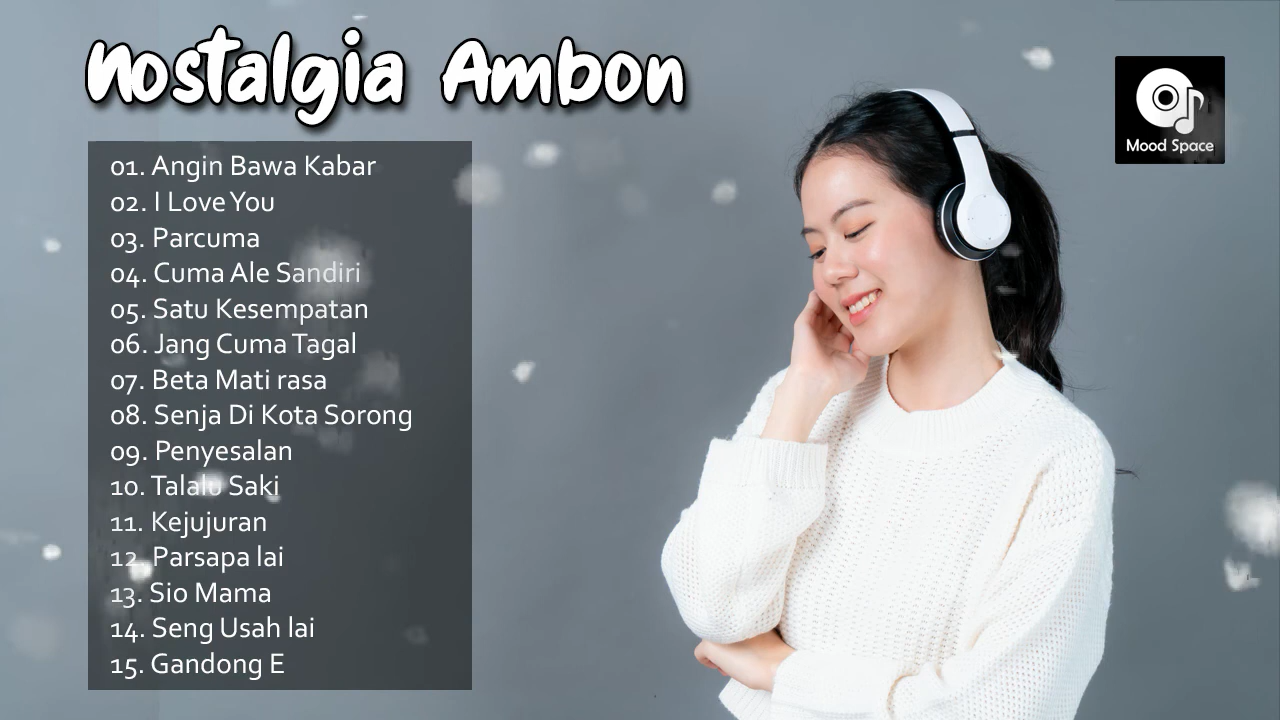 Nostalgia Ambon
01. Angin Bawa Kabar
02. I Love You
03. Parcuma
04. Cuma Ale Sandiri
05. Satu Kesempatan
06. Jang Cuma Tagal
07. Beta Mati rasa
08. Senja Di Kota Sorong
09. Penyesalan
10. Talalu Saki
11. Kejujuran
12. Parsapa lai
13. Sio Mama
14. Seng Usah lai
15. Gandong E
Mood Space